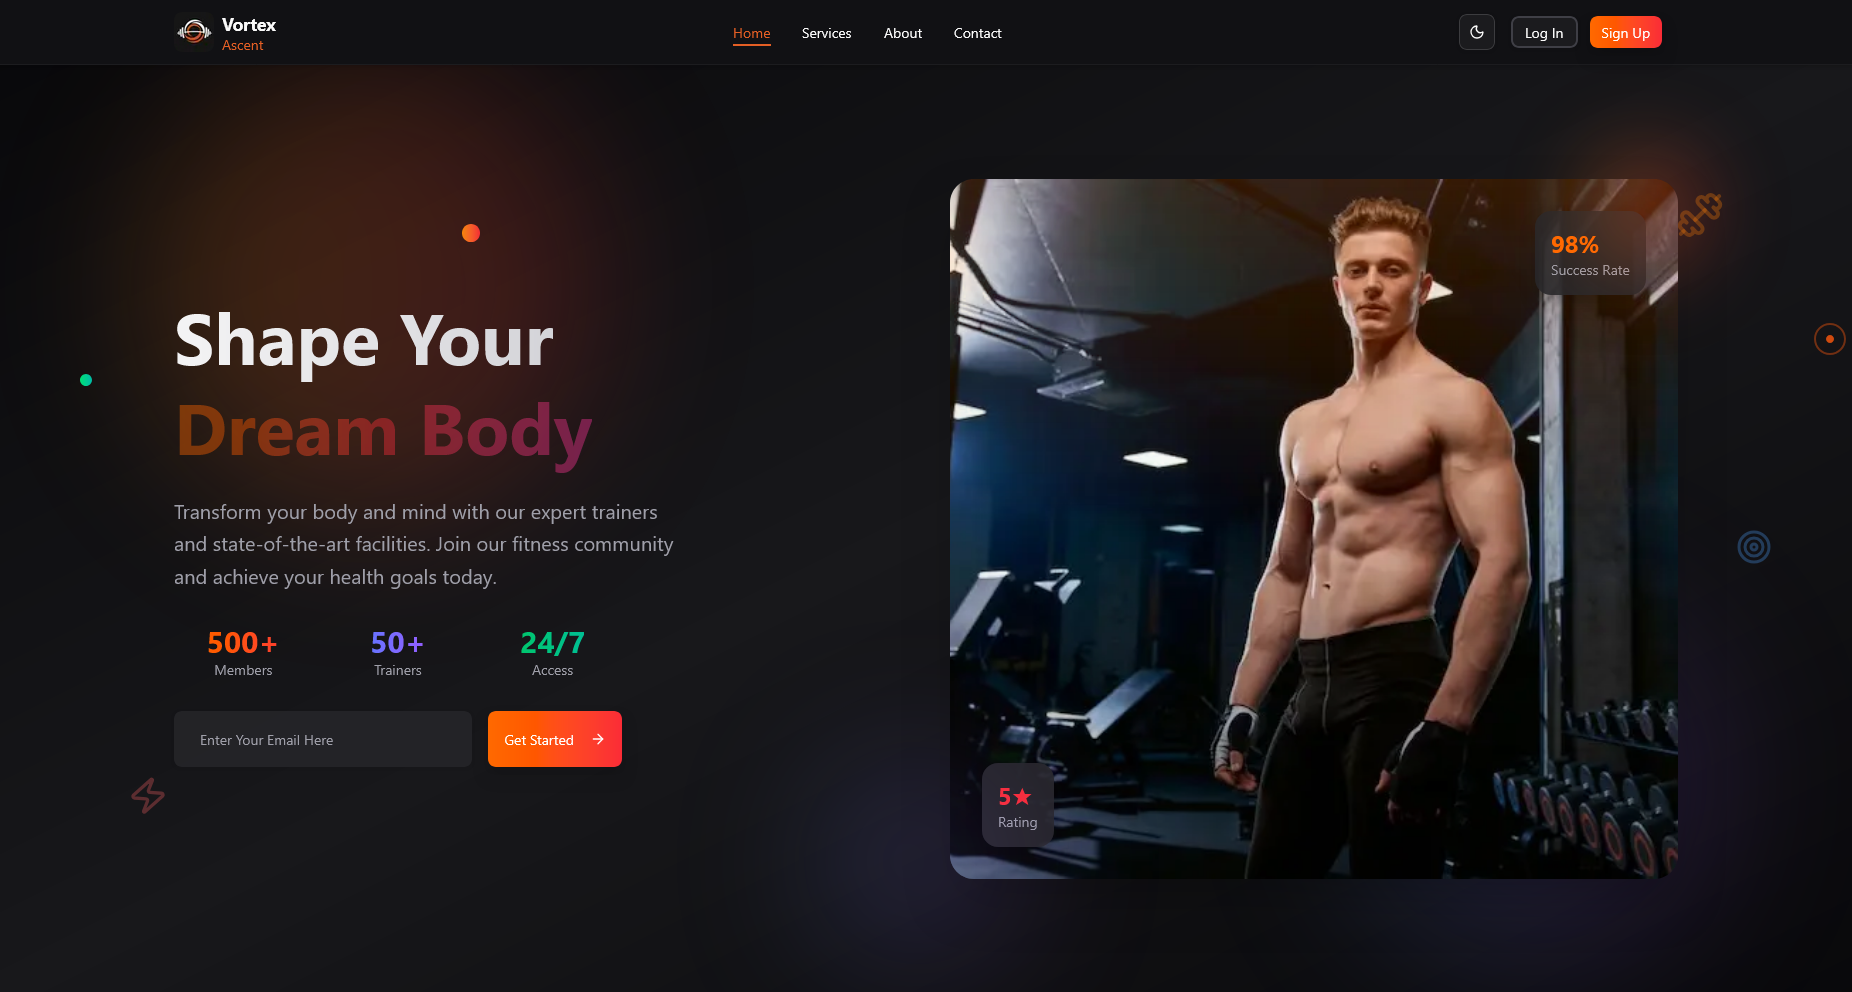 Vortex
Ascent
Home Services About Contact
Log In Sign Up
Shape Your
Dream Body
Transform your body and mind with our expert trainers
and state-of-the-art facilities. Join our fitness community
and achieve your health goals today.
500+ 50+ 24/7
Members Trainers Access
Enter Your Email Here
Get Started →
98%
Success Rate
5★
Rating